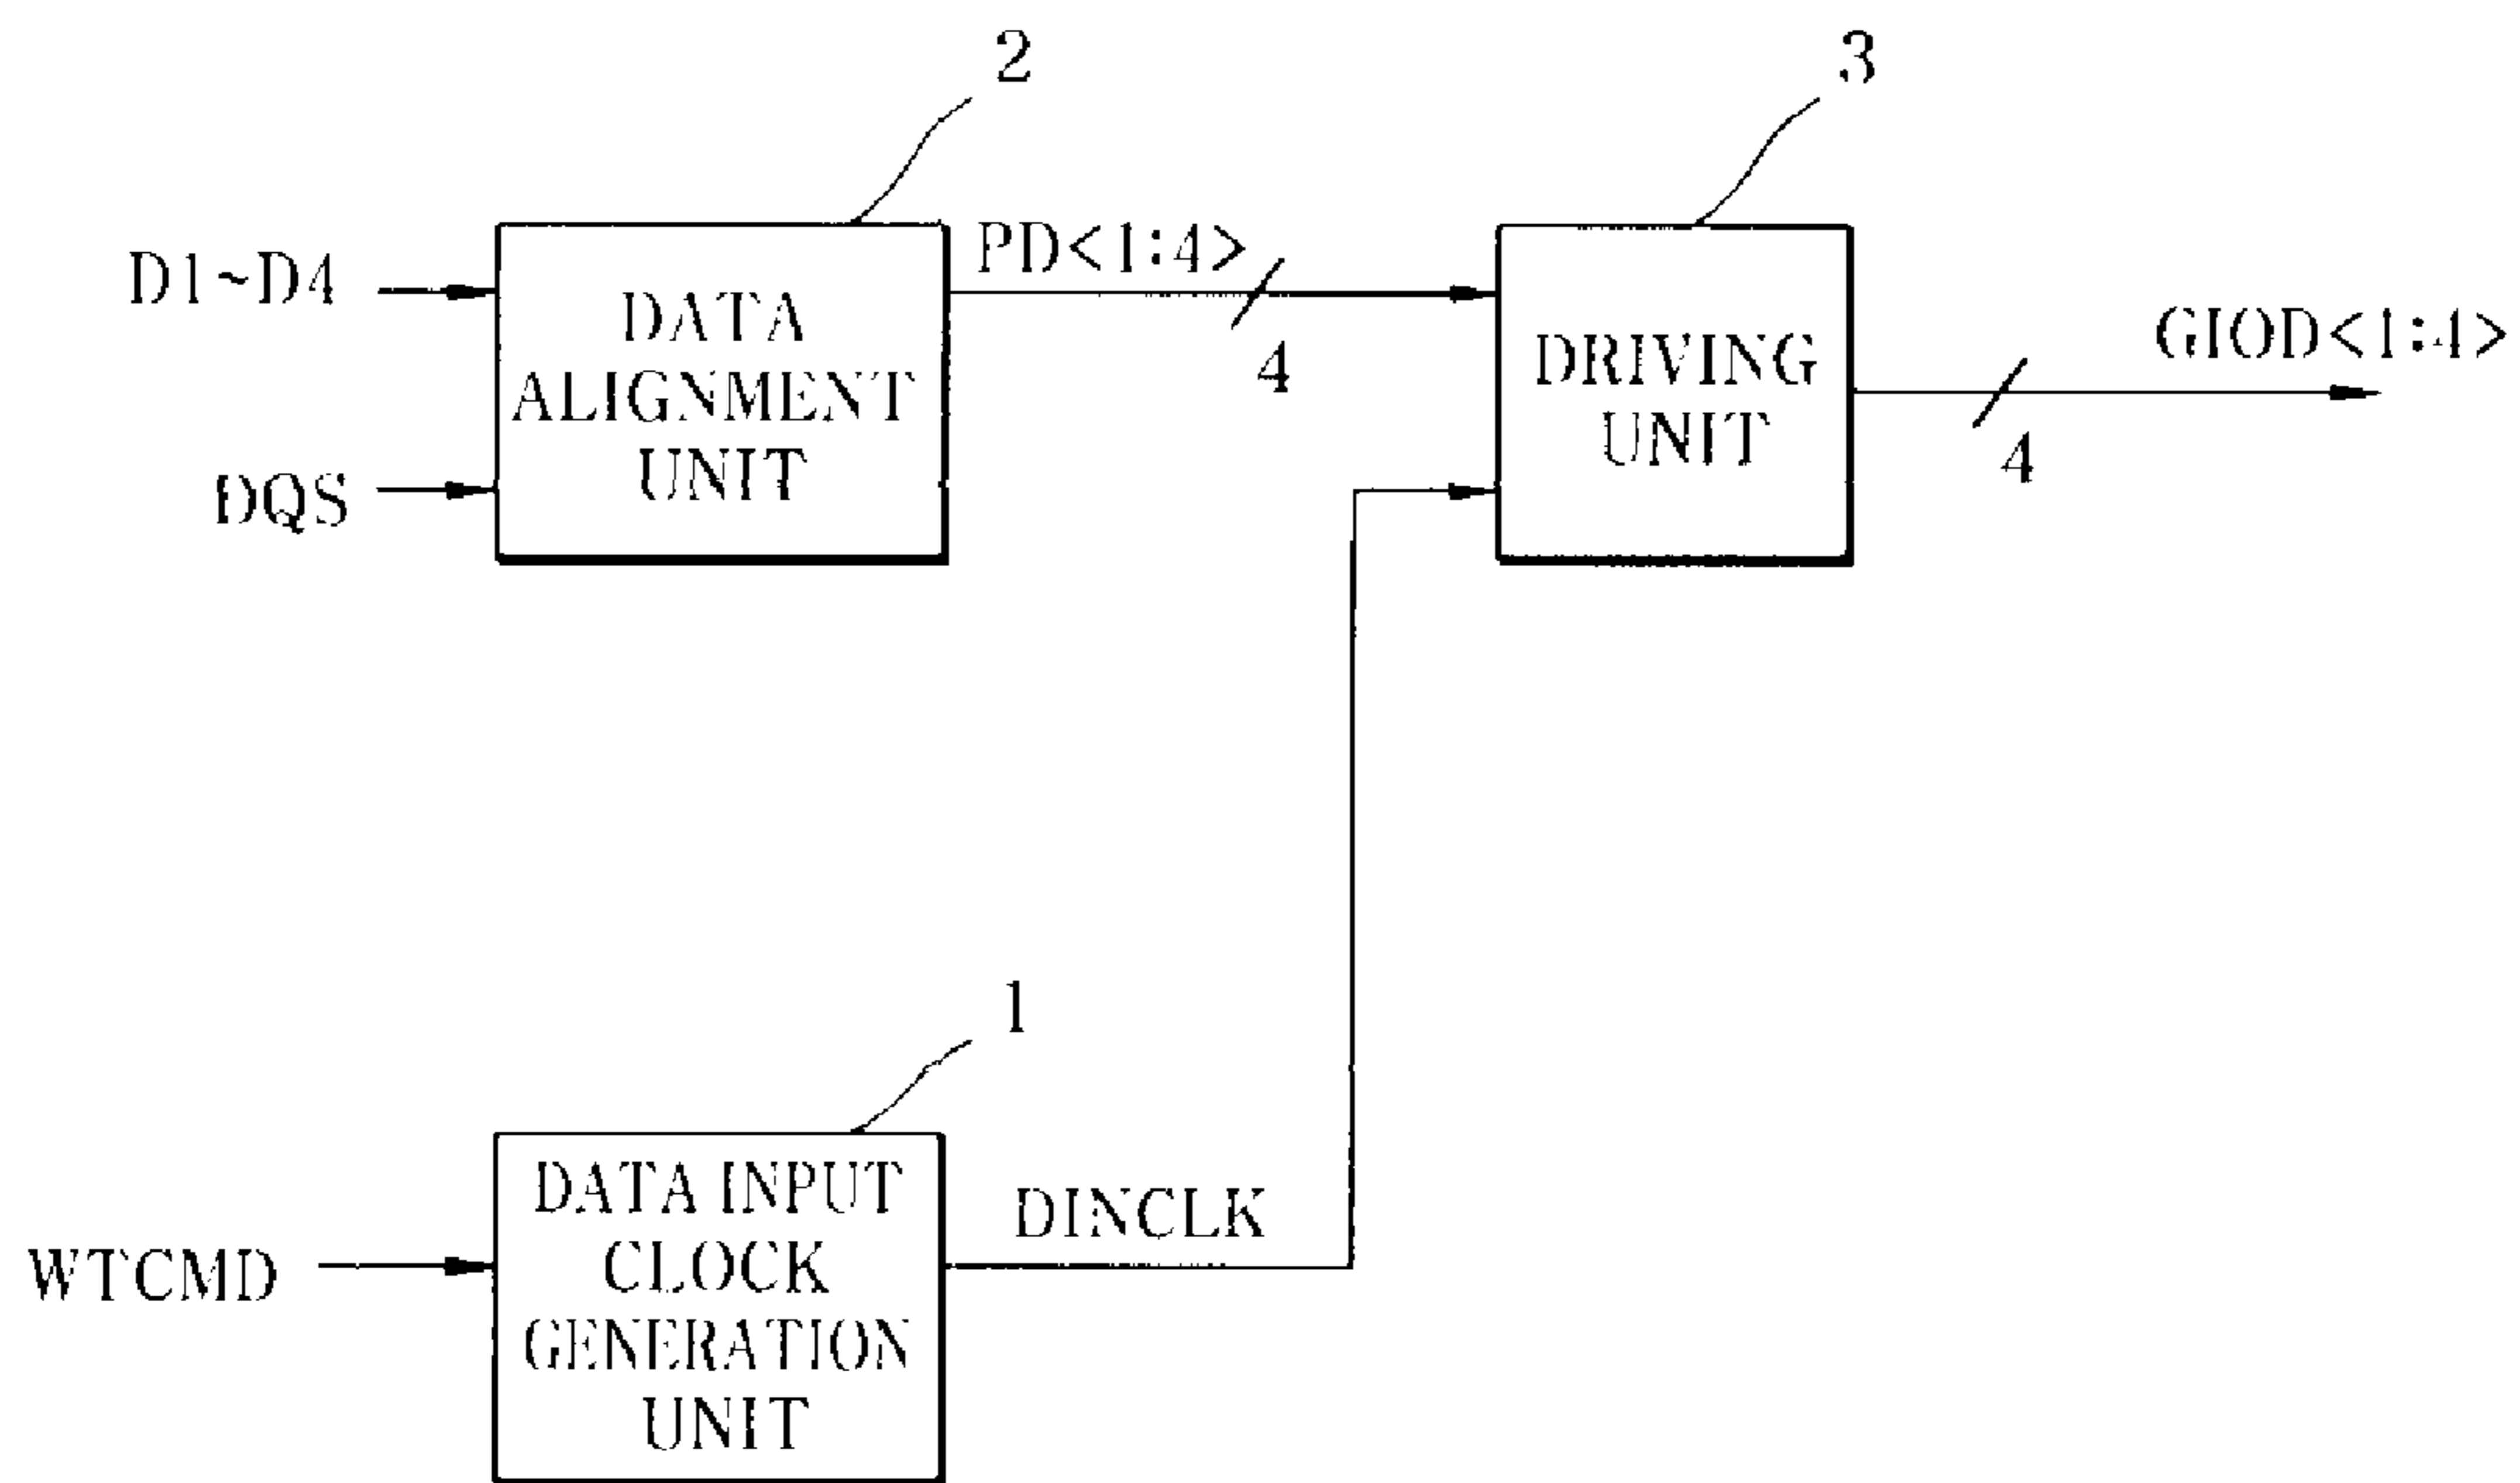 2
3
D1~D4
PD<1:4>
4
DATA
ALIGNMENT
UNIT
DQS
DRIVING
UNIT
GIOD<1:4>
4
1
WTCMD
DATA INPUT
CLOCK
GENERATION
UNIT
DINCLK